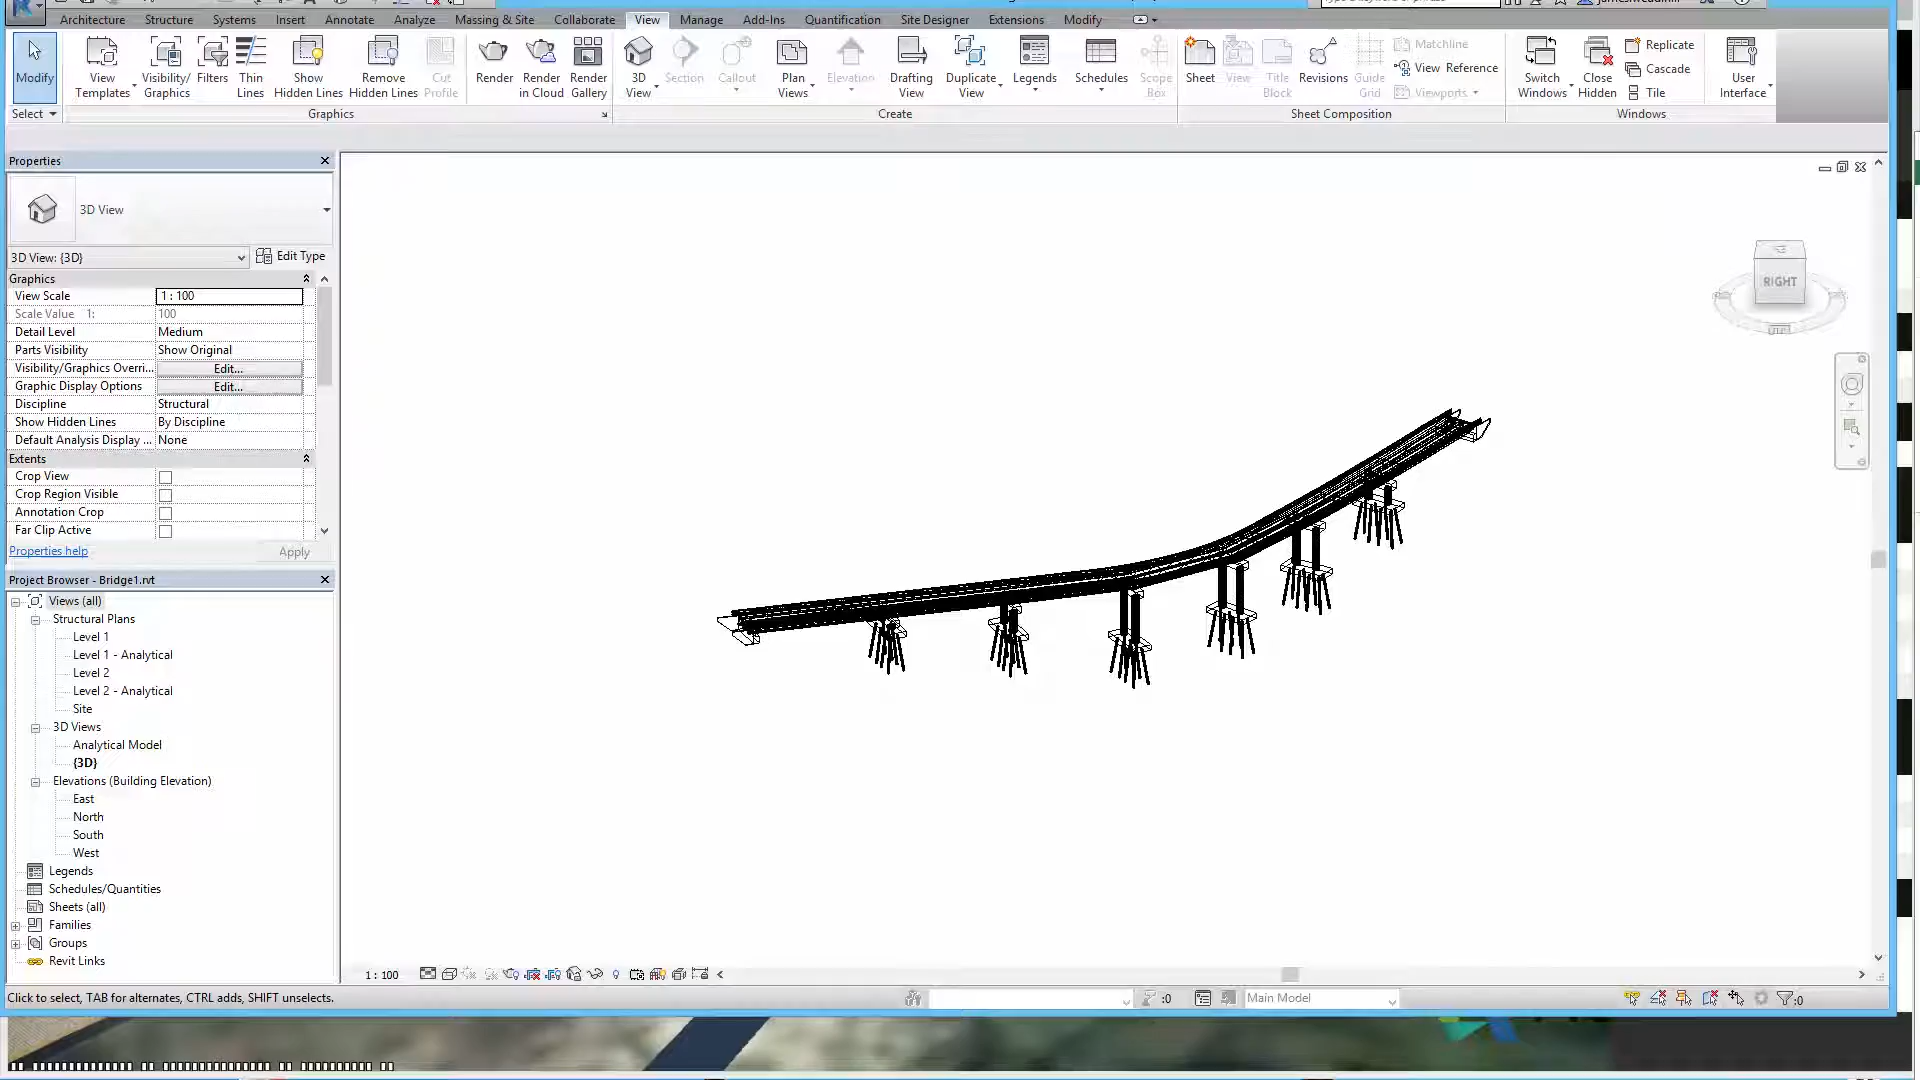 Architecture Structure Systems Insert Annotate Analyze Massing & Site Collaborate View Manage Add-Ins Quantification Site Designer Extensions Modify
Modify
View Templates
Visibility/ Graphics
Filters
Thin Lines
Show Hidden Lines
Remove Hidden Lines
Cut Profile
Render
Render in Cloud
Render Gallery
3D View
Section
Callout
Plan Views
Elevation
Drafting View
Duplicate View
Legends
Schedules
Scope Box
Sheet
View
Title Block
Revisions
Guide Grid
Matchline
View Reference
Viewports
Switch Windows
Close Hidden
Replicate
Cascade
Tile
User Interface
Select
Graphics
Create
Sheet Composition
Windows
Properties
3D View
3D View: {3D}
Edit Type
Graphics
View Scale 1 : 100
Scale Value 1: 100
Detail Level Medium
Parts Visibility Show Original
Visibility/Graphics Overri... Edit...
Graphic Display Options Edit...
Discipline Structural
Show Hidden Lines By Discipline
Default Analysis Display ... None
Extents
Crop View
Crop Region Visible
Annotation Crop
Far Clip Active
Properties help Apply
Project Browser - Bridge1.rvt
Views (all)
Structural Plans
Level 1
Level 1 - Analytical
Level 2
Level 2 - Analytical
Site
3D Views
Analytical Model
{3D}
Elevations (Building Elevation)
East
North
South
West
Legends
Schedules/Quantities
Sheets (all)
Families
Groups
Revit Links
RIGHT
1 : 100
Click to select, TAB for alternates, CTRL adds, SHIFT unselects.
:0
Main Model
:0